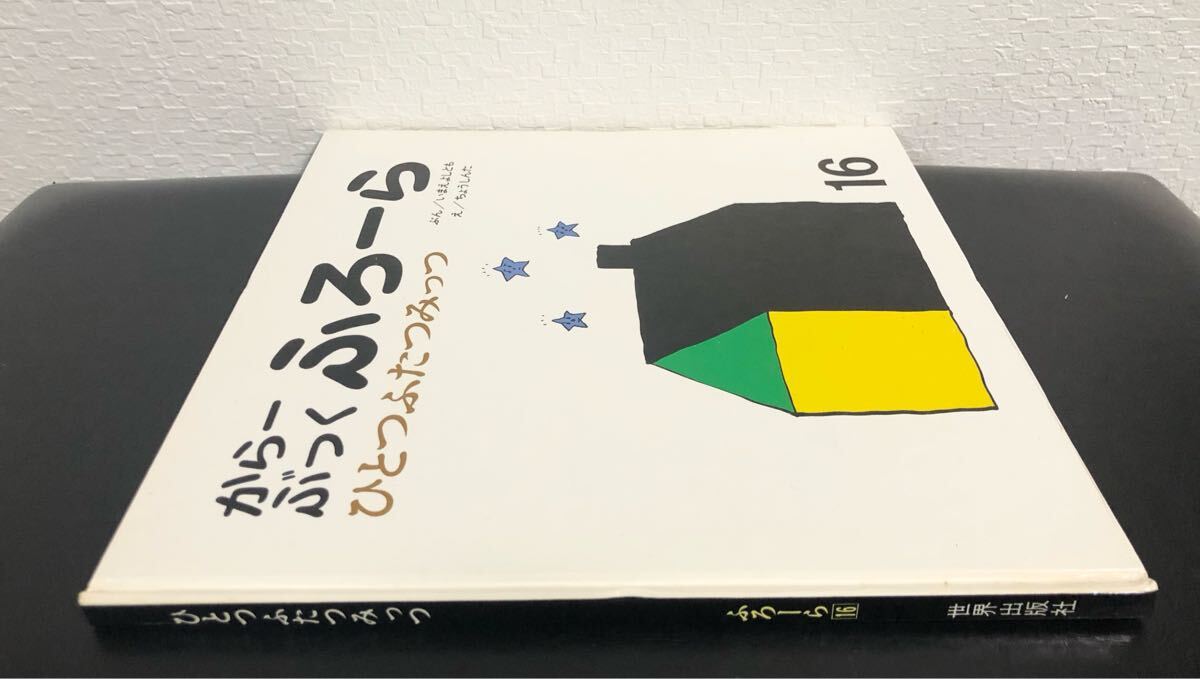 からー
ぶっく
ふろーら
16
ぶん／いまえよしとも
え／ちょうしんた
ひとつふたつみっつ
ひとつふたつみっつ
ふろーら16
世界出版社